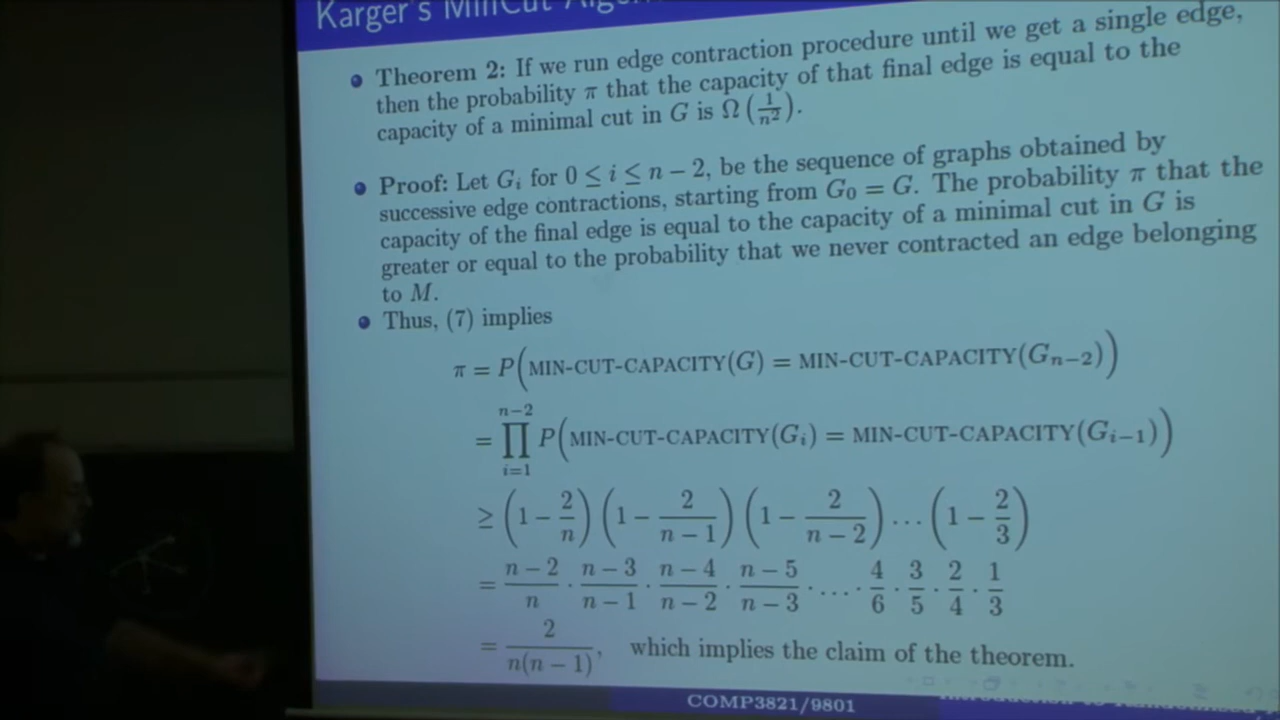 Karger's MinCut
Theorem 2: If we run edge contraction procedure until we get a single edge,
then the probability π that the capacity of that final edge is equal to the
capacity of a minimal cut in G is Ω(1/n²).
Proof: Let Gᵢ for 0 ≤ i ≤ n − 2, be the sequence of graphs obtained by
successive edge contractions, starting from G₀ = G. The probability π that the
capacity of the final edge is equal to the capacity of a minimal cut in G is
greater or equal to the probability that we never contracted an edge belonging
to M.
Thus, (7) implies
π = P(MIN-CUT-CAPACITY(G) = MIN-CUT-CAPACITY(Gₙ₋₂))
= ∏ᵢ₌₁ⁿ⁻² P(MIN-CUT-CAPACITY(Gᵢ) = MIN-CUT-CAPACITY(Gᵢ₋₁))
≥ (1 − 2/n) (1 − 2/(n − 1)) (1 − 2/(n − 2)) ... (1 − 2/3)
= (n − 2)/n · (n − 3)/(n − 1) · (n − 4)/(n − 2) · (n − 5)/(n − 3) · .... · 4/6 · 3/5 · 2/4 · 1/3
= 2/(n(n − 1)), which implies the claim of the theorem.
COMP3821/9801